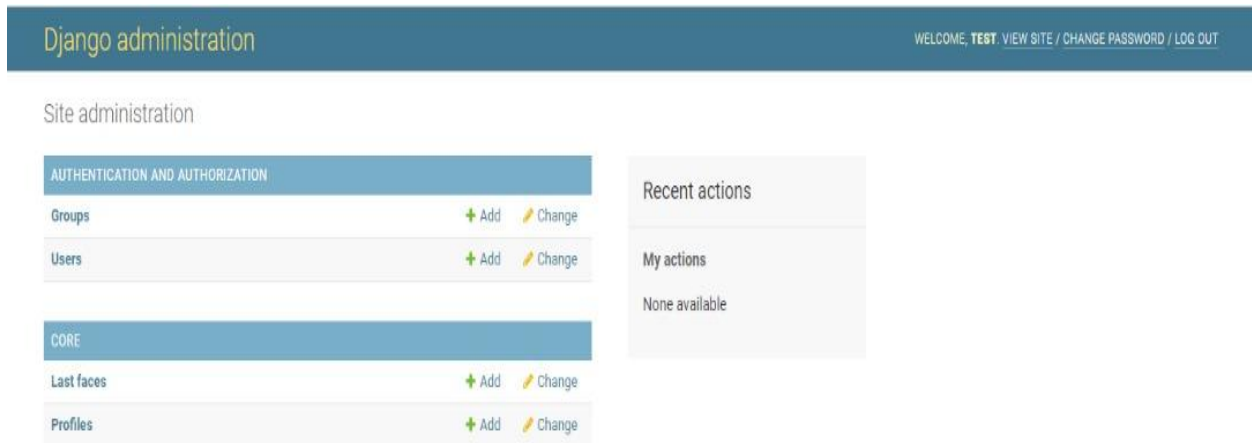 Django administration
WELCOME, TEST. VIEW SITE / CHANGE PASSWORD / LOG OUT
Site administration
AUTHENTICATION AND AUTHORIZATION
Groups + Add Change
Users + Add Change
CORE
Last faces + Add Change
Profiles + Add Change
Recent actions
My actions
None available